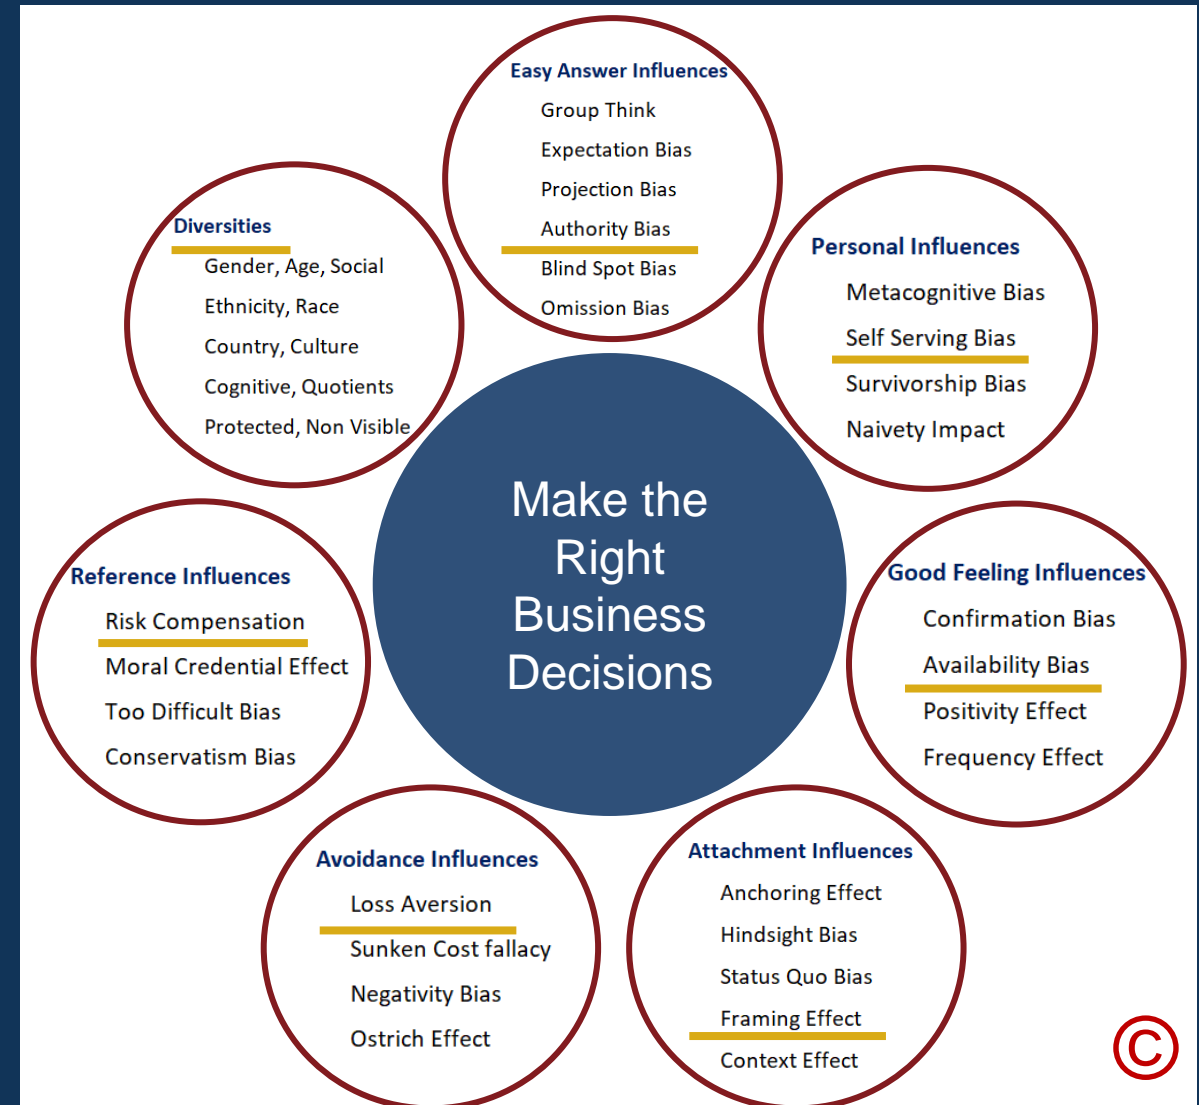 Easy Answer Influences
Group Think
Expectation Bias
Projection Bias
Authority Bias
Blind Spot Bias
Omission Bias
Personal Influences
Metacognitive Bias
Self Serving Bias
Survivorship Bias
Naivety Impact
Good Feeling Influences
Confirmation Bias
Availability Bias
Positivity Effect
Frequency Effect
Attachment Influences
Anchoring Effect
Hindsight Bias
Status Quo Bias
Framing Effect
Context Effect
Avoidance Influences
Loss Aversion
Sunken Cost fallacy
Negativity Bias
Ostrich Effect
Reference Influences
Risk Compensation
Moral Credential Effect
Too Difficult Bias
Conservatism Bias
Diversities
Gender, Age, Social
Ethnicity, Race
Country, Culture
Cognitive, Quotients
Protected, Non Visible
Make the
Right
Business
Decisions
©